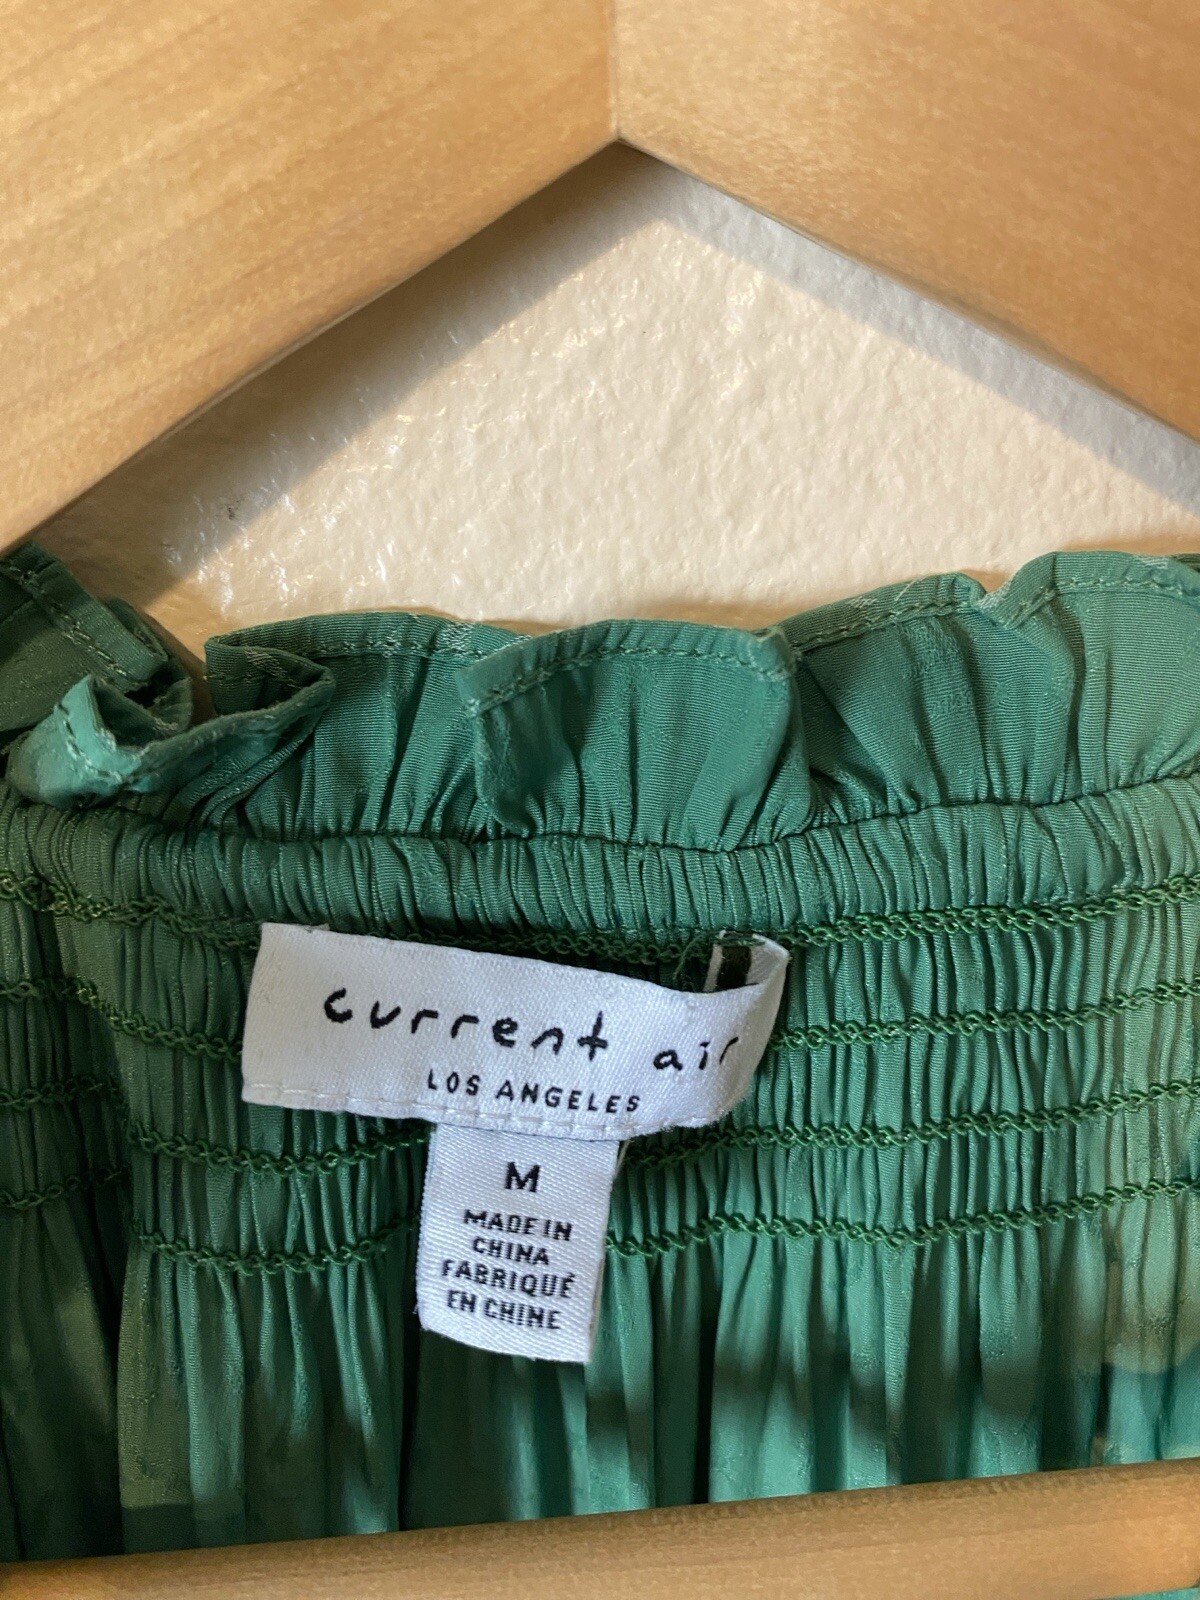 current air
LOS ANGELES
M
MADE IN
CHINA
FABRIQUÉ
EN CHINE